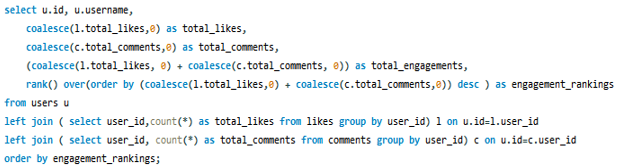 select u.id, u.username,
coalesce(l.total_likes,0) as total_likes,
coalesce(c.total_comments,0) as total_comments,
(coalesce(l.total_likes, 0) + coalesce(c.total_comments, 0)) as total_engagements,
rank() over(order by (coalesce(l.total_likes,0) + coalesce(c.total_comments,0)) desc ) as engagement_rankings
from users u
left join ( select user_id,count(*) as total_likes from likes group by user_id) l on u.id=l.user_id
left join ( select user_id, count(*) as total_comments from comments group by user_id) c on u.id=c.user_id
order by engagement_rankings;